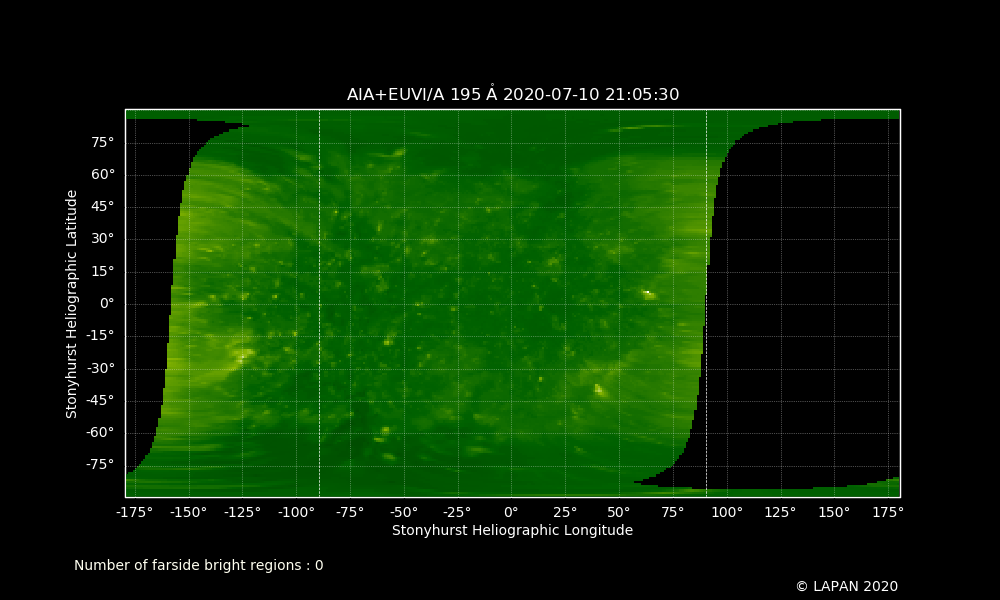 AIA+EUVI/A 195 Å 2020-07-10 21:05:30
75°
60°
45°
30°
15°
0°
-15°
-30°
-45°
-60°
-75°
Stonyhurst Heliographic Latitude
-175° -150° -125° -100° -75° -50° -25° 0° 25° 50° 75° 100° 125° 150° 175°
Stonyhurst Heliographic Longitude
Number of farside bright regions : 0
© LAPAN 2020